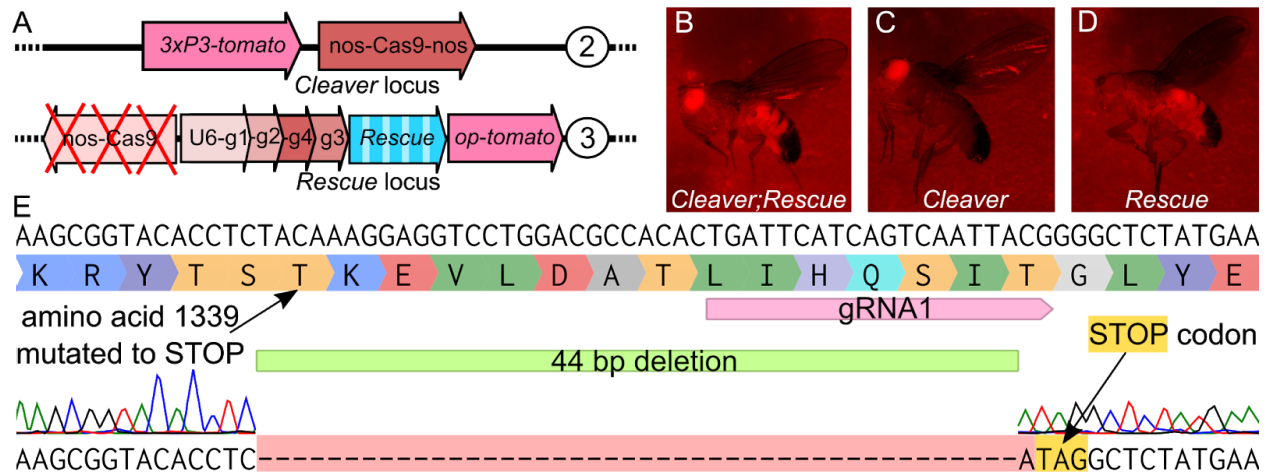 A
3xP3-tomato
nos-Cas9-nos
2
Cleaver locus
nos-Cas9
U6-g1
-g2
-g4
g3
Rescue
op-tomato
3
Rescue locus
B
Cleaver;Rescue
C
Cleaver
D
Rescue
E
AAGCGGTACACCTCTACAAAGGAGGTCCTGGACGCCACACTGATTCATCAGTCAATTACGGGGCTCTATGAA
K R Y T S T K E V L D A T L I H Q S I T G L Y E
amino acid 1339
mutated to STOP
gRNA1
STOP codon
44 bp deletion
AAGCGGTACACCTC--------------------------------------------ATAGGCTCTATGAA